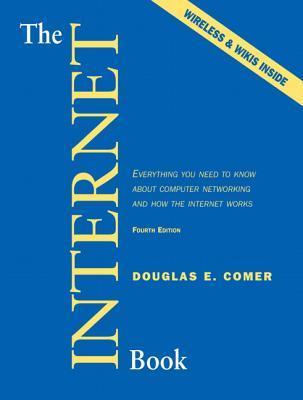 WIRELESS & WIKIS INSIDE
The
INTERNET
Book
EVERYTHING YOU NEED TO KNOW
ABOUT COMPUTER NETWORKING
AND HOW THE INTERNET WORKS
FOURTH EDITION
DOUGLAS E. COMER